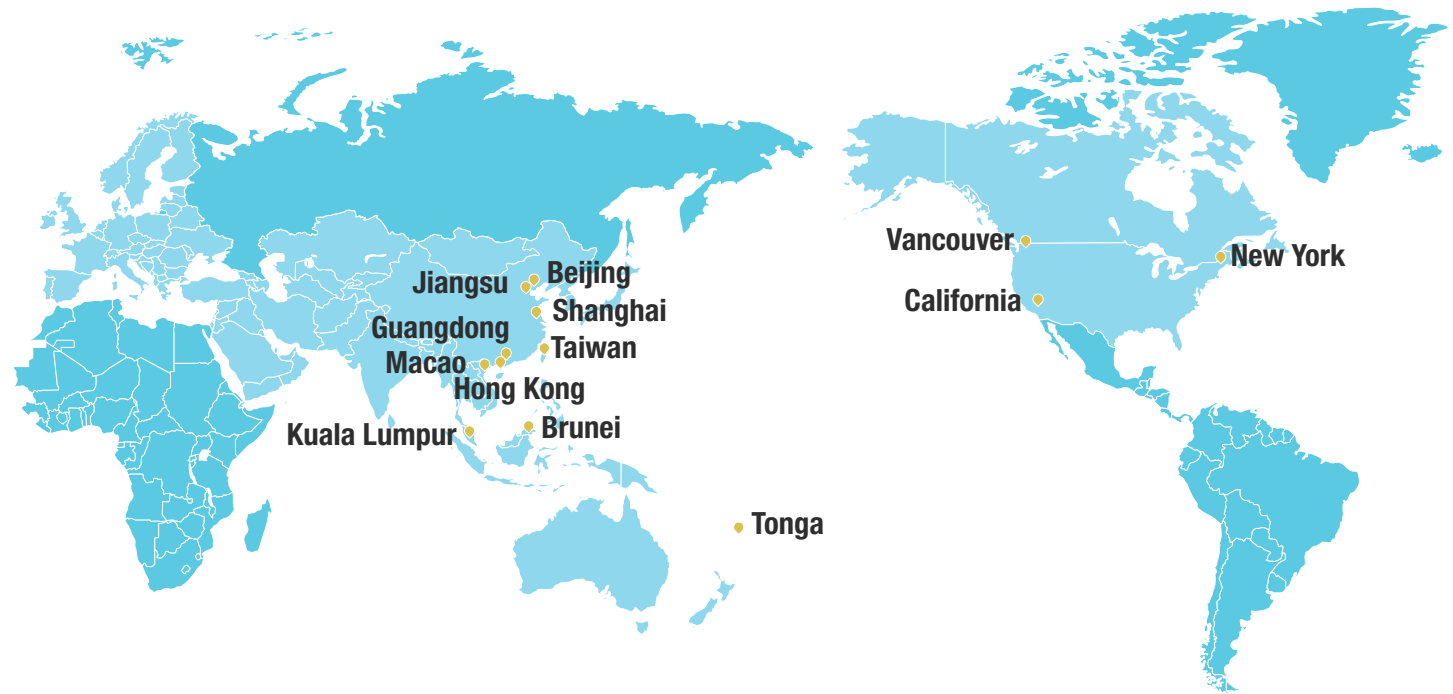 Vancouver
New York
Beijing
Jiangsu
California
Shanghai
Guangdong
Taiwan
Macao
Hong Kong
Brunei
Kuala Lumpur
Tonga